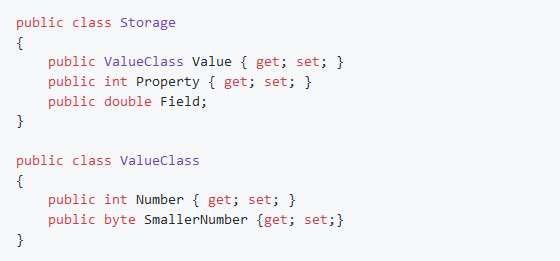 public class Storage
{
    public ValueClass Value { get; set; }
    public int Property { get; set; }
    public double Field;
}

public class ValueClass
{
    public int Number { get; set; }
    public byte SmallerNumber {get; set;}
}